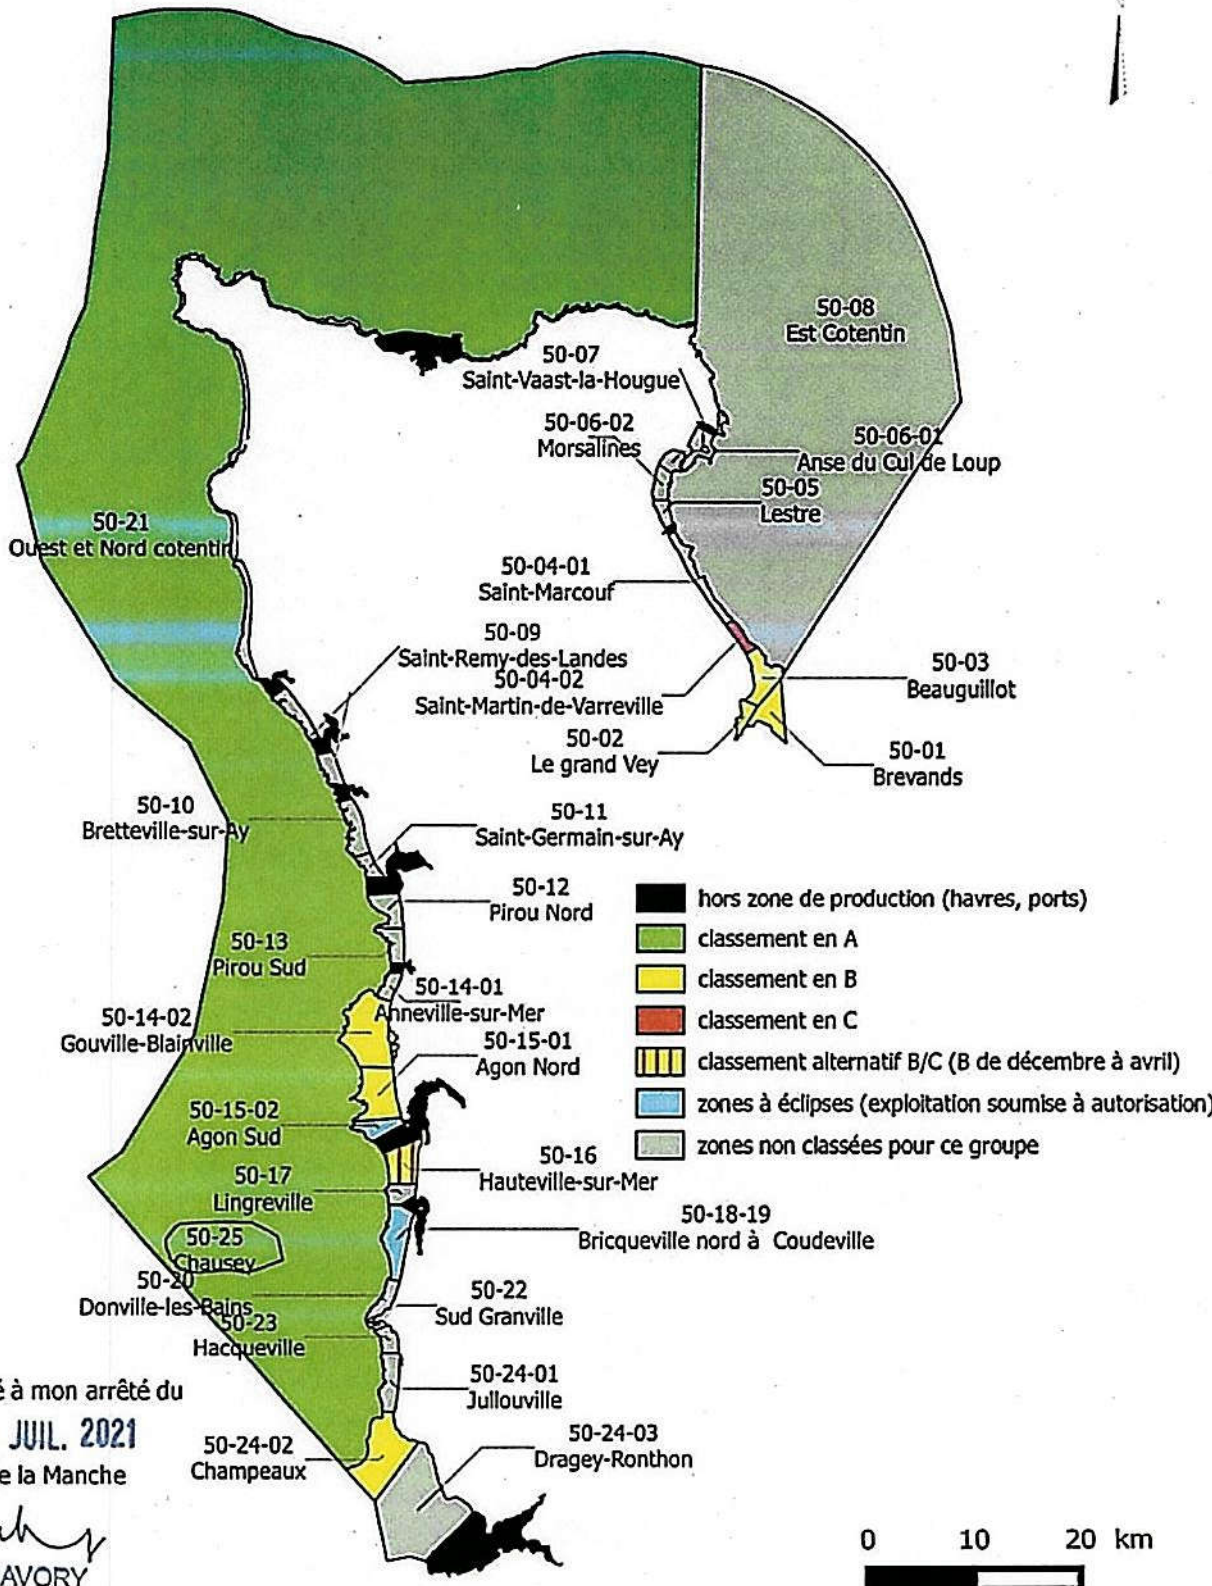 50-08
Est Cotentin
50-07
Saint-Vaast-la-Hougue
50-06-02
Morsalines
50-06-01
Anse du Cul de Loup
50-05
Lestre
50-21
Ouest et Nord cotentin
50-04-01
Saint-Marcouf
50-09
Saint-Remy-des-Landes
50-04-02
Saint-Martin-de-Varreville
50-03
Beauguillot
50-02
Le grand Vey
50-01
Brevands
50-10
Bretteville-sur-Ay
50-11
Saint-Germain-sur-Ay
50-12
Pirou Nord
hors zone de production (havres, ports)
classement en A
classement en B
classement en C
classement alternatif B/C (B de décembre à avril)
zones à éclipses (exploitation soumise à autorisation)
zones non classées pour ce groupe
50-13
Pirou Sud
50-14-01
Anneville-sur-Mer
50-14-02
Gouville-Blainville
50-15-01
Agon Nord
50-15-02
Agon Sud
50-16
Hauteville-sur-Mer
50-17
Lingreville
50-18-19
Bricqueville nord à Coudeville
50-25
Chausey
50-20
Donville-les-Bains
50-22
Sud Granville
50-23
Hacqueville
50-24-01
Jullouville
é à mon arrêté du
JUIL. 2021
e la Manche
AVORY
50-24-02
Champeaux
50-24-03
Dragey-Ronthon
0 10 20 km